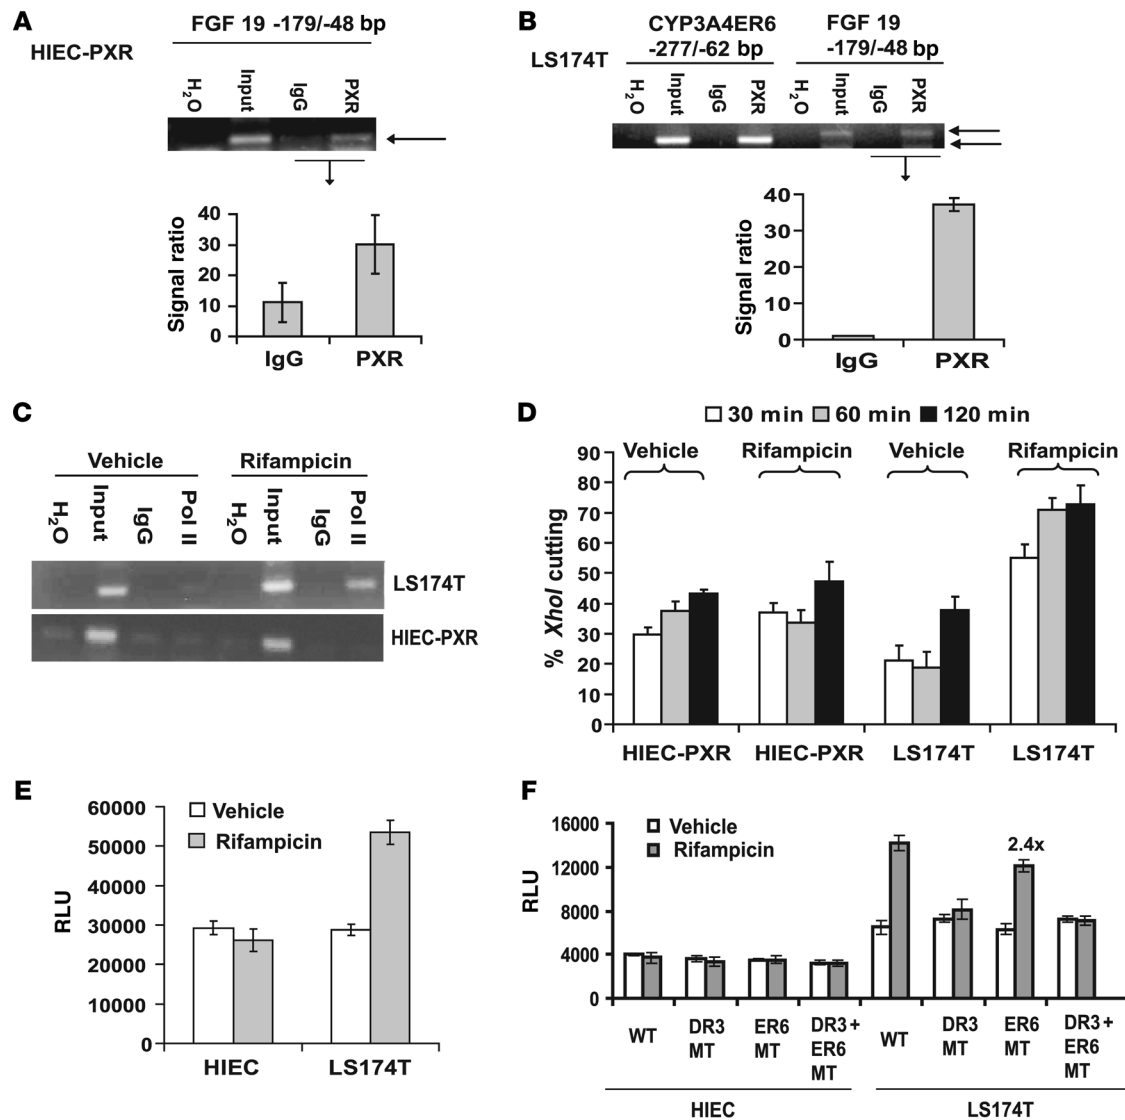 A
FGF 19 -179/-48 bp
HIEC-PXR
H2O Input IgG PXR
Signal ratio
40
30
20
10
0
IgG PXR
B
CYP3A4ER6 FGF 19
-277/-62 bp -179/-48 bp
LS174T
H2O Input IgG PXR H2O Input IgG PXR
Signal ratio
40
30
20
10
0
IgG PXR
C
Vehicle Rifampicin
H2O Input IgG Pol II H2O Input IgG Pol II
LS174T
HIEC-PXR
D
30 min 60 min 120 min
Vehicle Rifampicin Vehicle Rifampicin
% XhoI cutting
90
80
70
60
50
40
30
20
10
0
HIEC-PXR HIEC-PXR LS174T LS174T
E
Vehicle
Rifampicin
RLU
60000
50000
40000
30000
20000
10000
0
HIEC LS174T
F
Vehicle
Rifampicin
2.4x
RLU
16000
12000
8000
4000
0
WT DR3 MT ER6 MT DR3 + ER6 MT WT DR3 MT ER6 MT DR3 + ER6 MT
HIEC LS174T